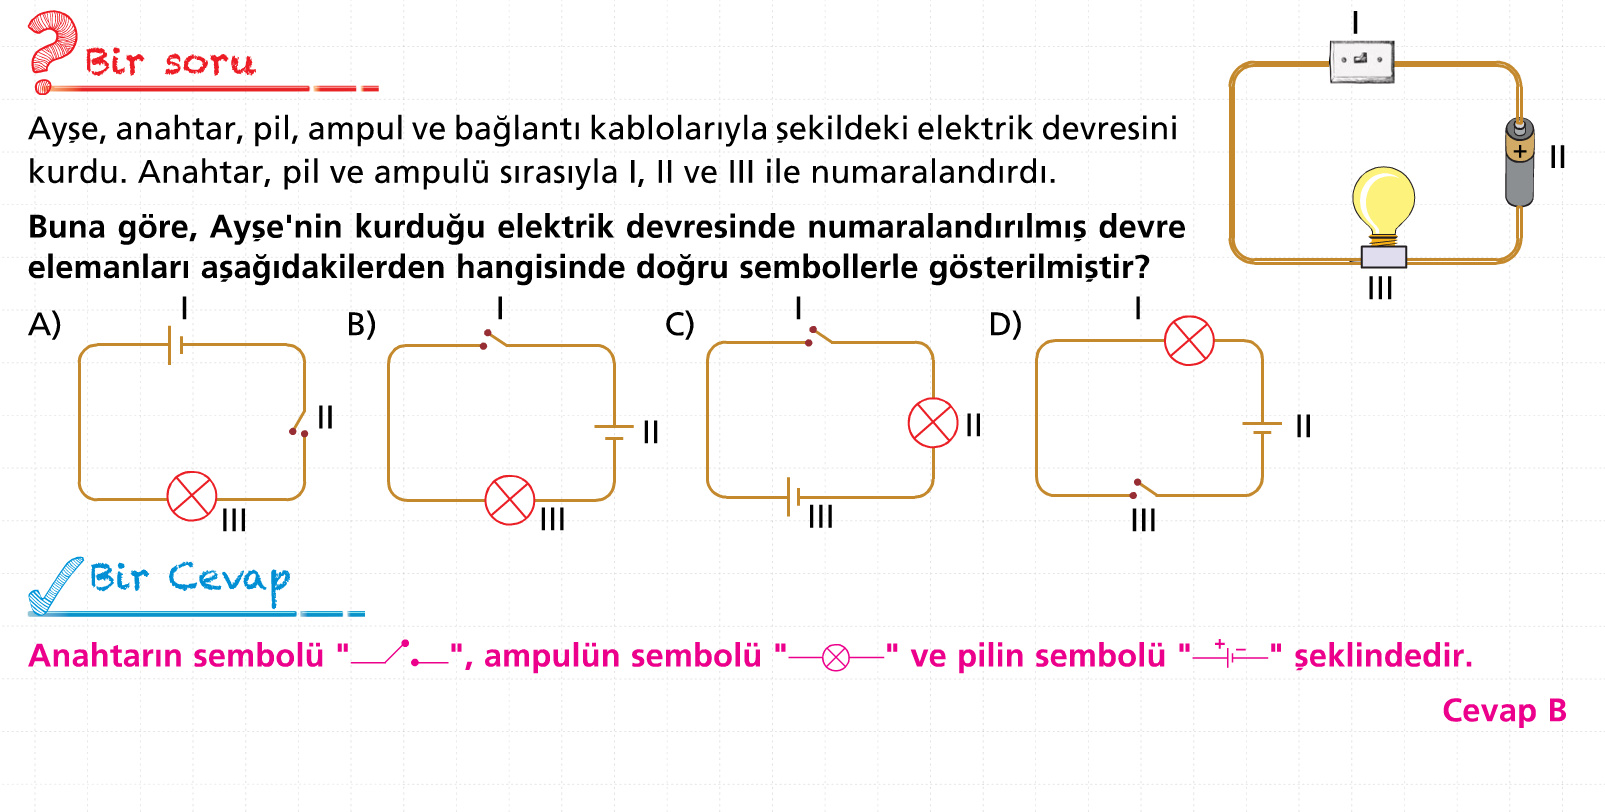 ? Bir soru
I
Ayşe, anahtar, pil, ampul ve bağlantı kablolarıyla şekildeki elektrik devresini
kurdu. Anahtar, pil ve ampulü sırasıyla I, II ve III ile numaralandırdı.
+ II
Buna göre, Ayşe'nin kurduğu elektrik devresinde numaralandırılmış devre
elemanları aşağıdakilerden hangisinde doğru sembollerle gösterilmiştir?
III
A) I II III
B) I II III
C) I II III
D) I II III
Bir Cevap
Anahtarın sembolü "", ampulün sembolü "" ve pilin sembolü "+ -" şeklindedir.
Cevap B